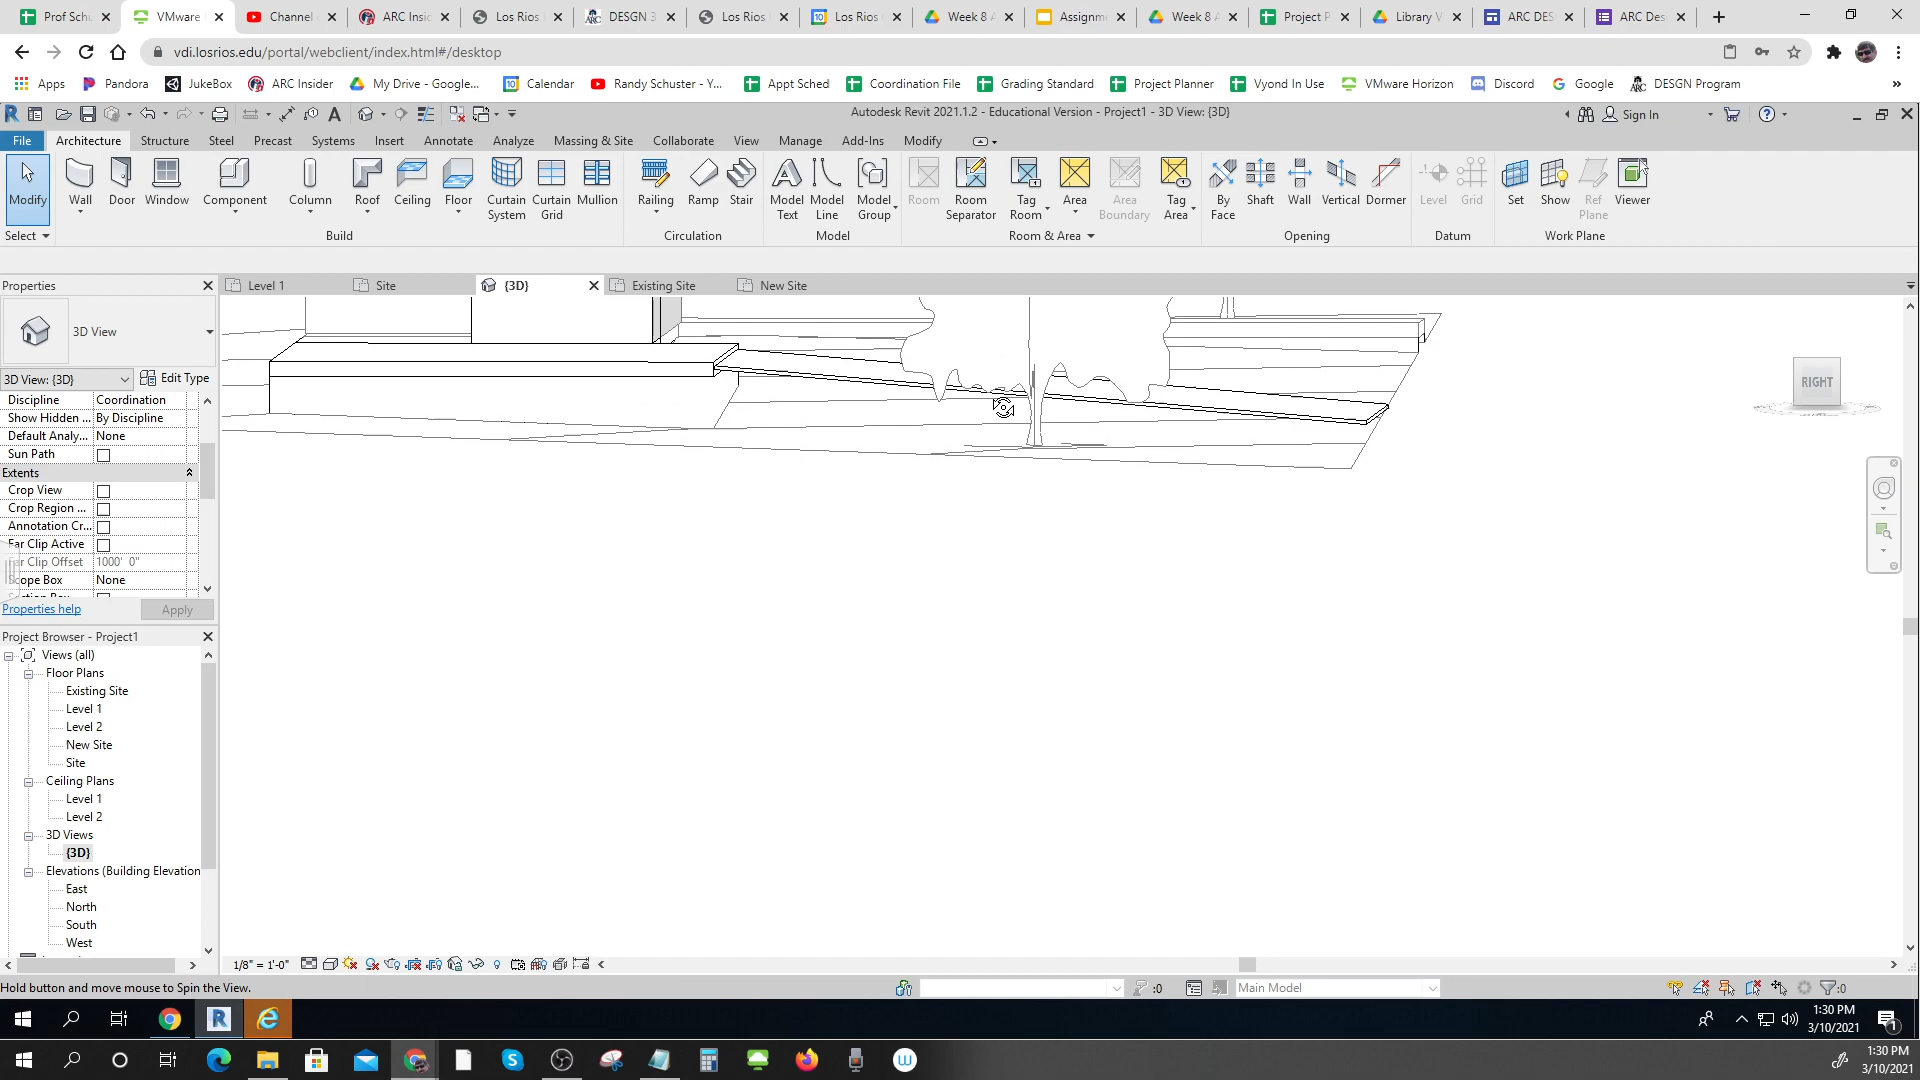 Prof Schu
VMware
Channel
ARC Insid
Los Rios
DESGN 3
Los Rios
Los Rios
Week 8 A
Assignm
Week 8 A
Project P
Library V
ARC DES
ARC Des
vdi.losrios.edu/portal/webclient/index.html#/desktop
Apps
Pandora
JukeBox
ARC Insider
My Drive - Google...
Calendar
Randy Schuster - Y...
Appt Sched
Coordination File
Grading Standard
Project Planner
Vyond In Use
VMware Horizon
Discord
Google
DESGN Program
Autodesk Revit 2021.1.2 - Educational Version - Project1 - 3D View: {3D}
Sign In
File
Architecture
Structure
Steel
Precast
Systems
Insert
Annotate
Analyze
Massing & Site
Collaborate
View
Manage
Add-Ins
Modify
Modify
Wall
Door
Window
Component
Column
Roof
Ceiling
Floor
Curtain System
Curtain Grid
Mullion
Railing
Ramp
Stair
Model Text
Model Line
Model Group
Room
Room Separator
Tag Room
Area
Area Boundary
Tag Area
By Face
Shaft
Wall
Vertical
Dormer
Level
Grid
Set
Show
Ref Plane
Viewer
Select
Build
Circulation
Model
Room & Area
Opening
Datum
Work Plane
Properties
Level 1
Site
{3D}
Existing Site
New Site
3D View
3D View: {3D}
Edit Type
Discipline
Coordination
Show Hidden ...
By Discipline
Default Analy...
None
Sun Path
Extents
Crop View
Crop Region ...
Annotation Cr...
Far Clip Active
Far Clip Offset
1000' 0"
Scope Box
None
Properties help
Apply
RIGHT
Project Browser - Project1
Views (all)
Floor Plans
Existing Site
Level 1
Level 2
New Site
Site
Ceiling Plans
Level 1
Level 2
3D Views
{3D}
Elevations (Building Elevation
East
North
South
West
1/8" = 1'-0"
Hold button and move mouse to Spin the View.
:0
Main Model
:0
1:30 PM
3/10/2021
1
1:30 PM
3/10/2021